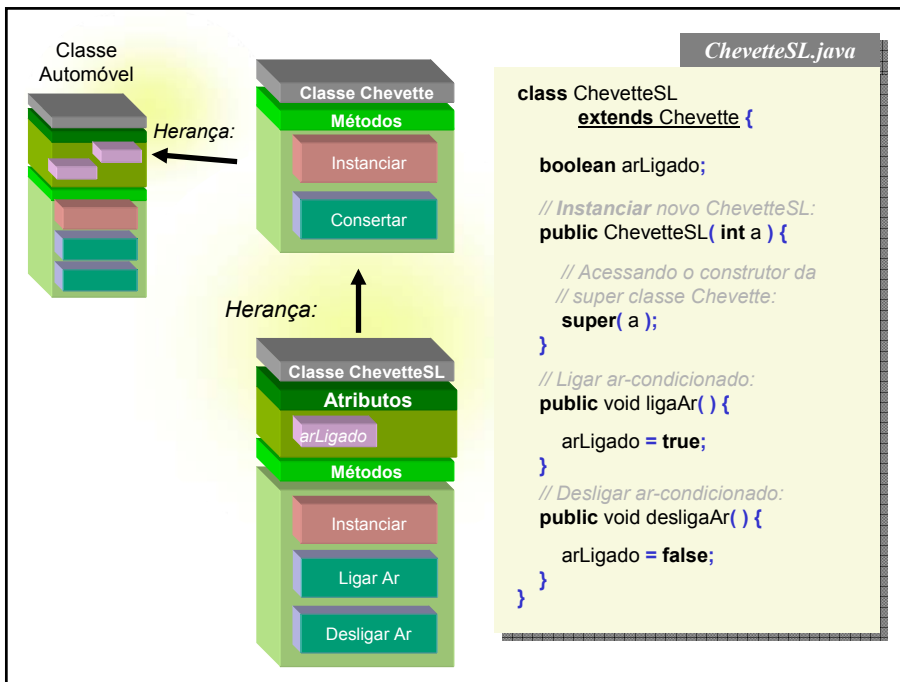 Classe
Automóvel
Herança:
Classe Chevette
Métodos
Instanciar
Consertar
Herança:
Classe ChevetteSL
Atributos
arLigado
Métodos
Instanciar
Ligar Ar
Desligar Ar
ChevetteSL.java
class ChevetteSL
extends Chevette {
boolean arLigado;
// Instanciar novo ChevetteSL:
public ChevetteSL( int a ) {
// Acessando o construtor da
// super classe Chevette:
super( a );
}
// Ligar ar-condicionado:
public void ligaAr( ) {
arLigado = true;
}
// Desligar ar-condicionado:
public void desligaAr( ) {
arLigado = false;
}
}